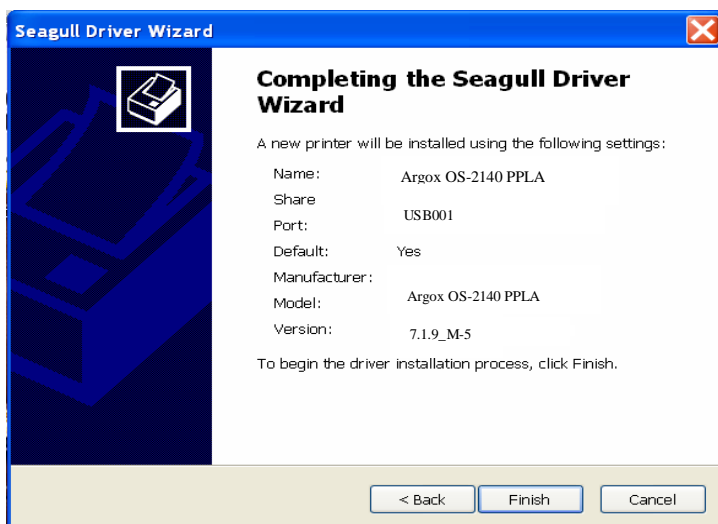 Seagull Driver Wizard
Completing the Seagull Driver
Wizard
A new printer will be installed using the following settings:
Name: Argox OS-2140 PPLA
Share
Port: USB001
Default: Yes
Manufacturer:
Model: Argox OS-2140 PPLA
Version: 7.1.9_M-5
To begin the driver installation process, click Finish.
< Back Finish Cancel